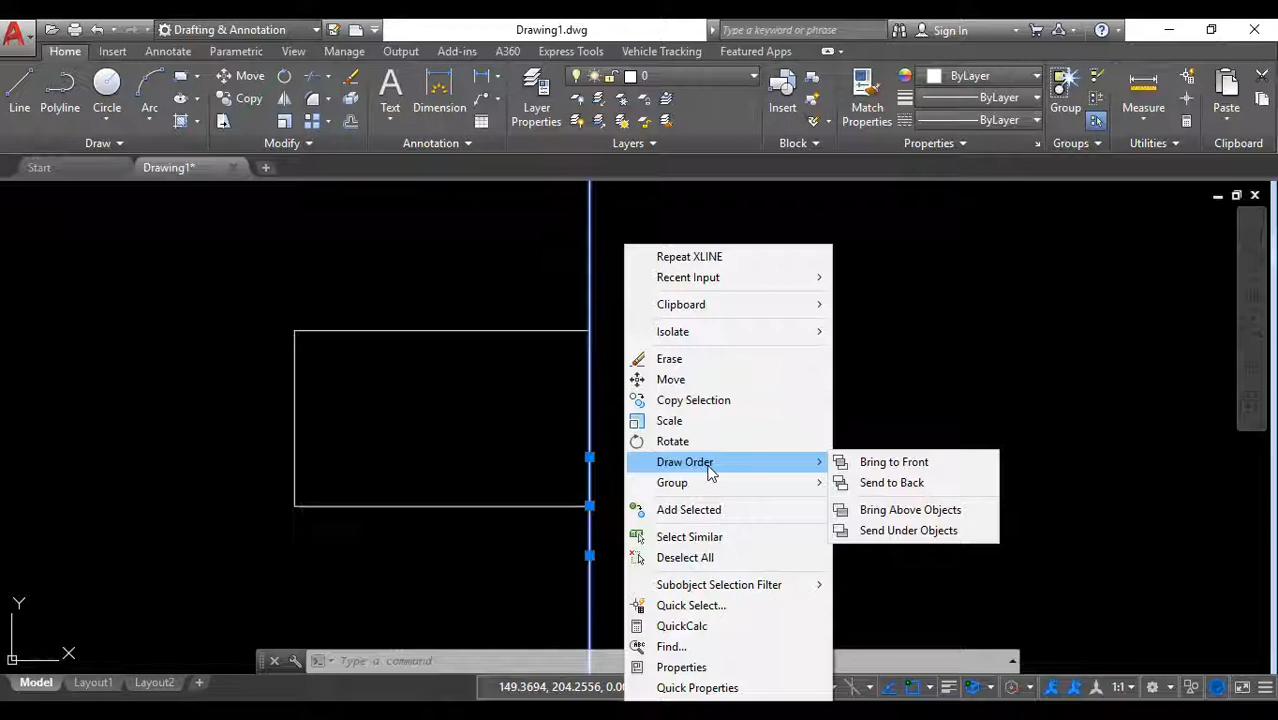 Drafting & Annotation
Drawing1.dwg
Type a keyword or phrase
Sign In
Home Insert Annotate Parametric View Manage Output Add-ins A360 Express Tools Vehicle Tracking Featured Apps
Move
Copy
0
ByLayer
ByLayer
ByLayer
Line Polyline Circle Arc Text Dimension Layer Properties Insert Match Properties Group Measure Paste
Draw Modify Annotation Layers Block Properties Groups Utilities Clipboard
Start Drawing1*
Repeat XLINE
Recent Input
Clipboard
Isolate
Erase
Move
Copy Selection
Scale
Rotate
Draw Order
Bring to Front
Group
Send to Back
Add Selected
Bring Above Objects
Send Under Objects
Select Similar
Deselect All
Subobject Selection Filter
Quick Select...
QuickCalc
Find...
Properties
Quick Properties
Y
X
Type a command
Model Layout1 Layout2
149.3694, 204.2556,
1:1